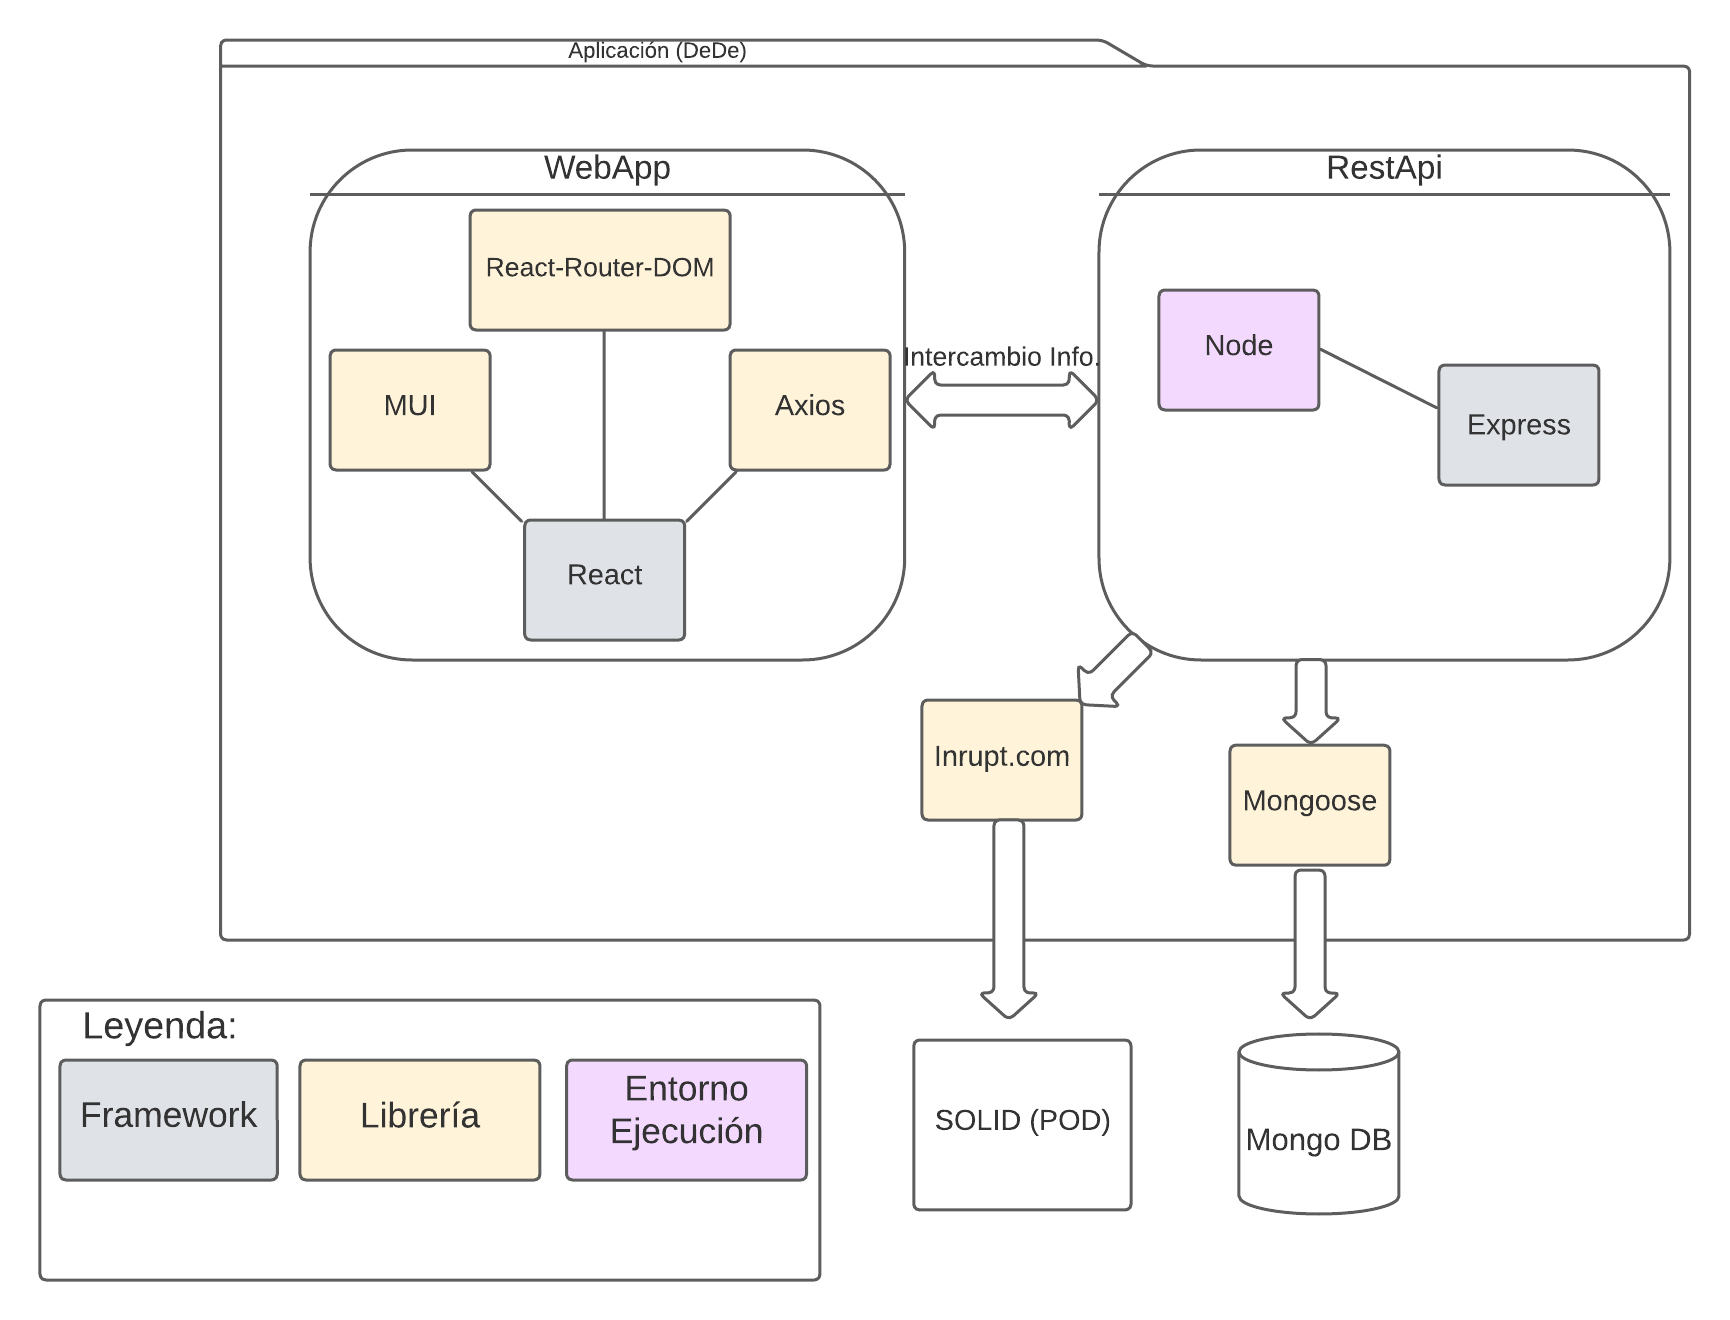 Aplicación (DeDe)
WebApp
RestApi
React-Router-DOM
MUI
Axios
React
Intercambio Info.
Node
Express
Inrupt.com
Mongoose
SOLID (POD)
Mongo DB
Leyenda:
Framework
Librería
Entorno
Ejecución